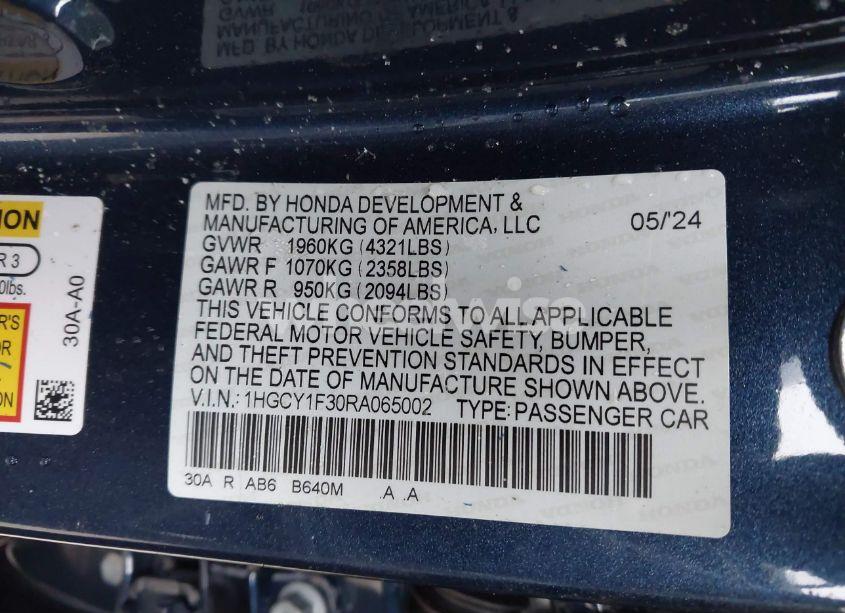 MFD. BY HONDA DEVELOPMENT &
MANUFACTURING OF AMERICA, LLC 05/'24
GVWR 1960KG (4321LBS)
GAWR F 1070KG (2358LBS)
GAWR R 950KG (2094LBS)
THIS VEHICLE CONFORMS TO ALL APPLICABLE
FEDERAL MOTOR VEHICLE SAFETY, BUMPER,
AND THEFT PREVENTION STANDARDS IN EFFECT
ON THE DATE OF MANUFACTURE SHOWN ABOVE.
V.I.N.: 1HGCY1F30RA065002 TYPE: PASSENGER CAR
30A R AB6 B640M .A .A
30A-A0
R 3
0lbs.